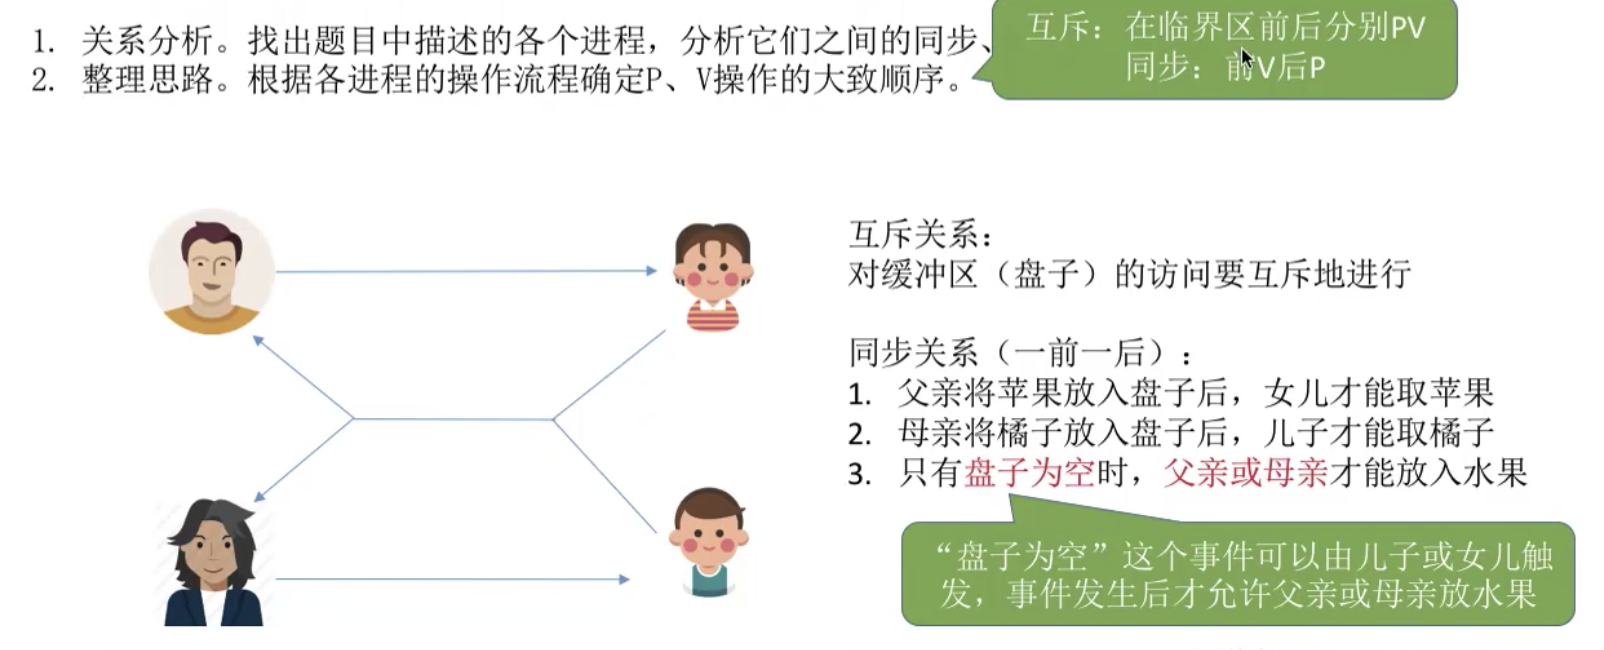 1. 关系分析。找出题目中描述的各个进程，分析它们之间的同步、
2. 整理思路。根据各进程的操作流程确定P、V操作的大致顺序。
互斥：在临界区前后分别PV
同步：前V后P
互斥关系：
对缓冲区（盘子）的访问要互斥地进行
同步关系（一前一后）：
1. 父亲将苹果放入盘子后，女儿才能取苹果
2. 母亲将橘子放入盘子后，儿子才能取橘子
3. 只有盘子为空时，父亲或母亲才能放入水果
“盘子为空”这个事件可以由儿子或女儿触
发，事件发生后才允许父亲或母亲放水果